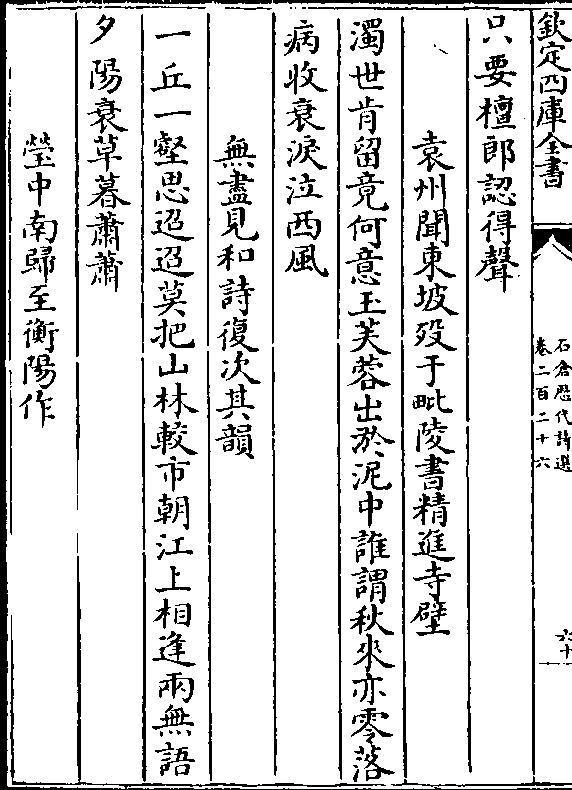 欽定四庫全書
石倉歴代詩選
卷二百二十六
六十
只要檀郎認得聲
袁州聞東坡殁于毗陵書精進寺壁
濁世肯留竟何意玉芙蓉出於泥中誰謂秋來亦零落
病收衰淚泣西風
無盡見和詩復次其韻
一丘一壑思迢迢莫把山林較市朝江上相逢兩無語
夕陽衰草暮蕭蕭
瑩中南歸至衡陽作